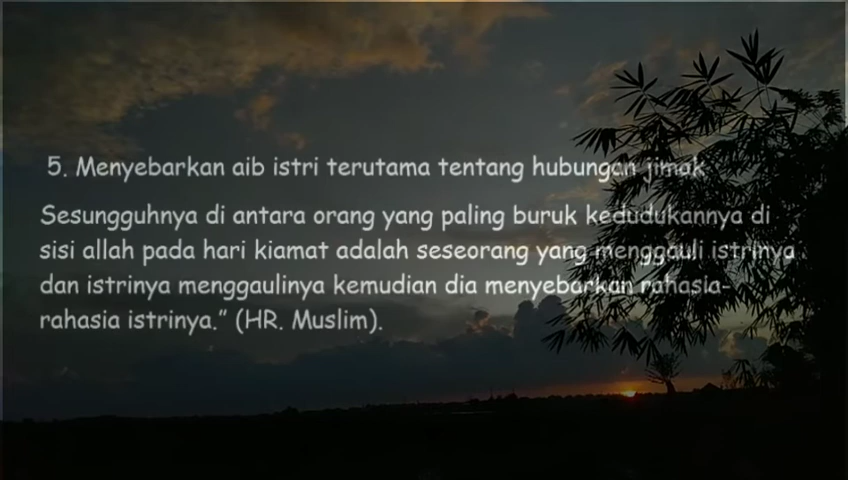 5. Menyebarkan aib istri terutama tentang hubungan jimak
Sesungguhnya di antara orang yang paling buruk kedudukannya di
sisi allah pada hari kiamat adalah seseorang yang menggauli istrinya
dan istrinya menggaulinya kemudian dia menyebarkan rahasia-
rahasia istrinya.” (HR. Muslim).